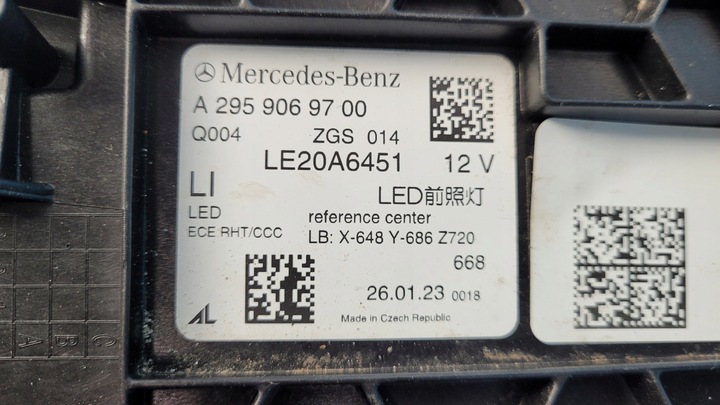 Mercedes-Benz
A 295 906 97 00
Q004 ZGS 014
LE20A6451 12 V
LI LED前照灯
LED reference center
ECE RHT/CCC LB: X-648 Y-686 Z720
668
26.01.23 0018
AL
Made in Czech Republic
C B A